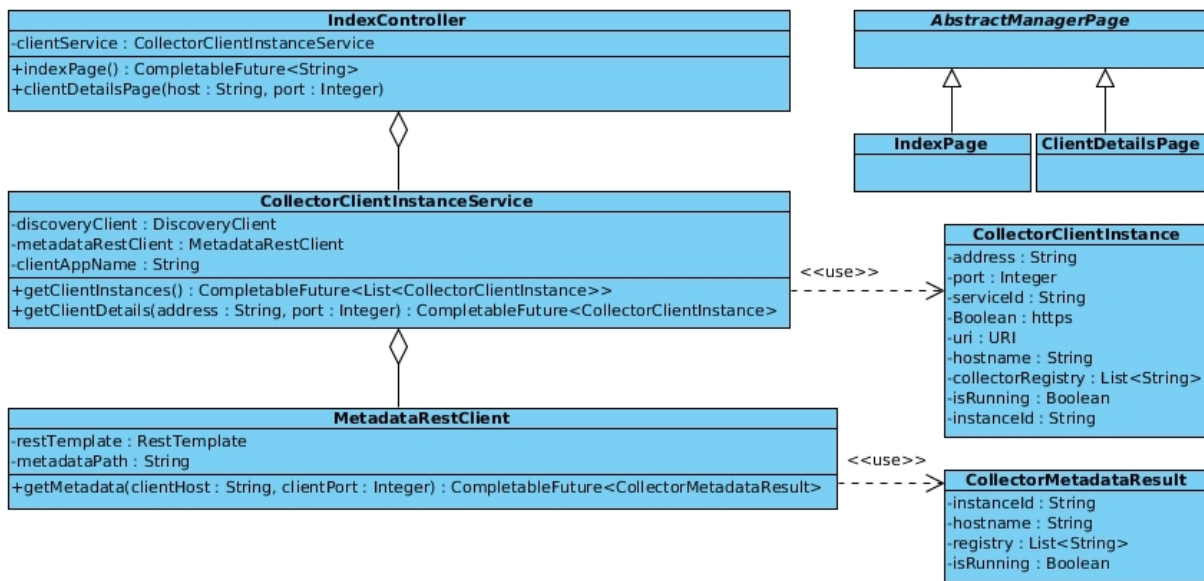 IndexController
-clientService : CollectorClientInstanceService
+indexPage() : CompletableFuture<String>
+clientDetailsPage(host : String, port : Integer)
AbstractManagerPage
IndexPage
ClientDetailsPage
CollectorClientInstanceService
-discoveryClient : DiscoveryClient
-metadataRestClient : MetadataRestClient
-clientAppName : String
+getClientInstances() : CompletableFuture<List<CollectorClientInstance>>
+getClientDetails(address : String, port : Integer) : CompletableFuture<CollectorClientInstance>
<<use>>
CollectorClientInstance
-address : String
-port : Integer
-serviceId : String
-Boolean : https
-uri : URI
-hostname : String
-collectorRegistry : List<String>
-isRunning : Boolean
-instanceId : String
MetadataRestClient
-restTemplate : RestTemplate
-metadataPath : String
+getMetadata(clientHost : String, clientPort : Integer) : CompletableFuture<CollectorMetadataResult>
<<use>>
CollectorMetadataResult
-instanceId : String
-hostname : String
-registry : List<String>
-isRunning : Boolean